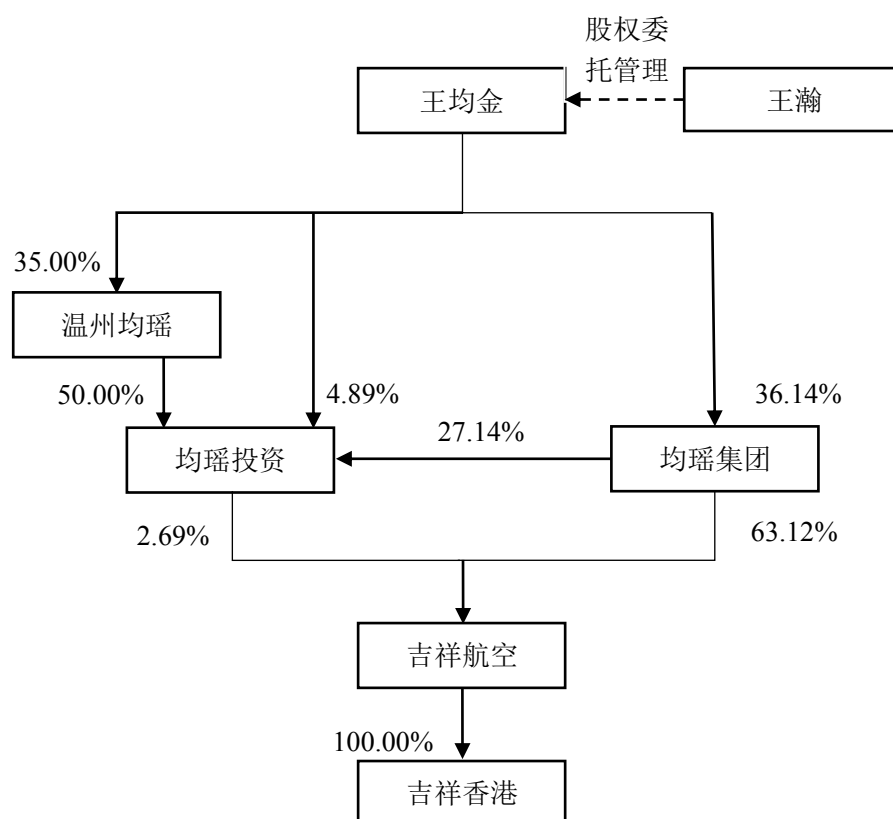 股权委
托管理
王均金
王瀚
35.00%
温州均瑶
50.00%
4.89%
36.14%
27.14%
均瑶投资
均瑶集团
2.69%
63.12%
吉祥航空
100.00%
吉祥香港